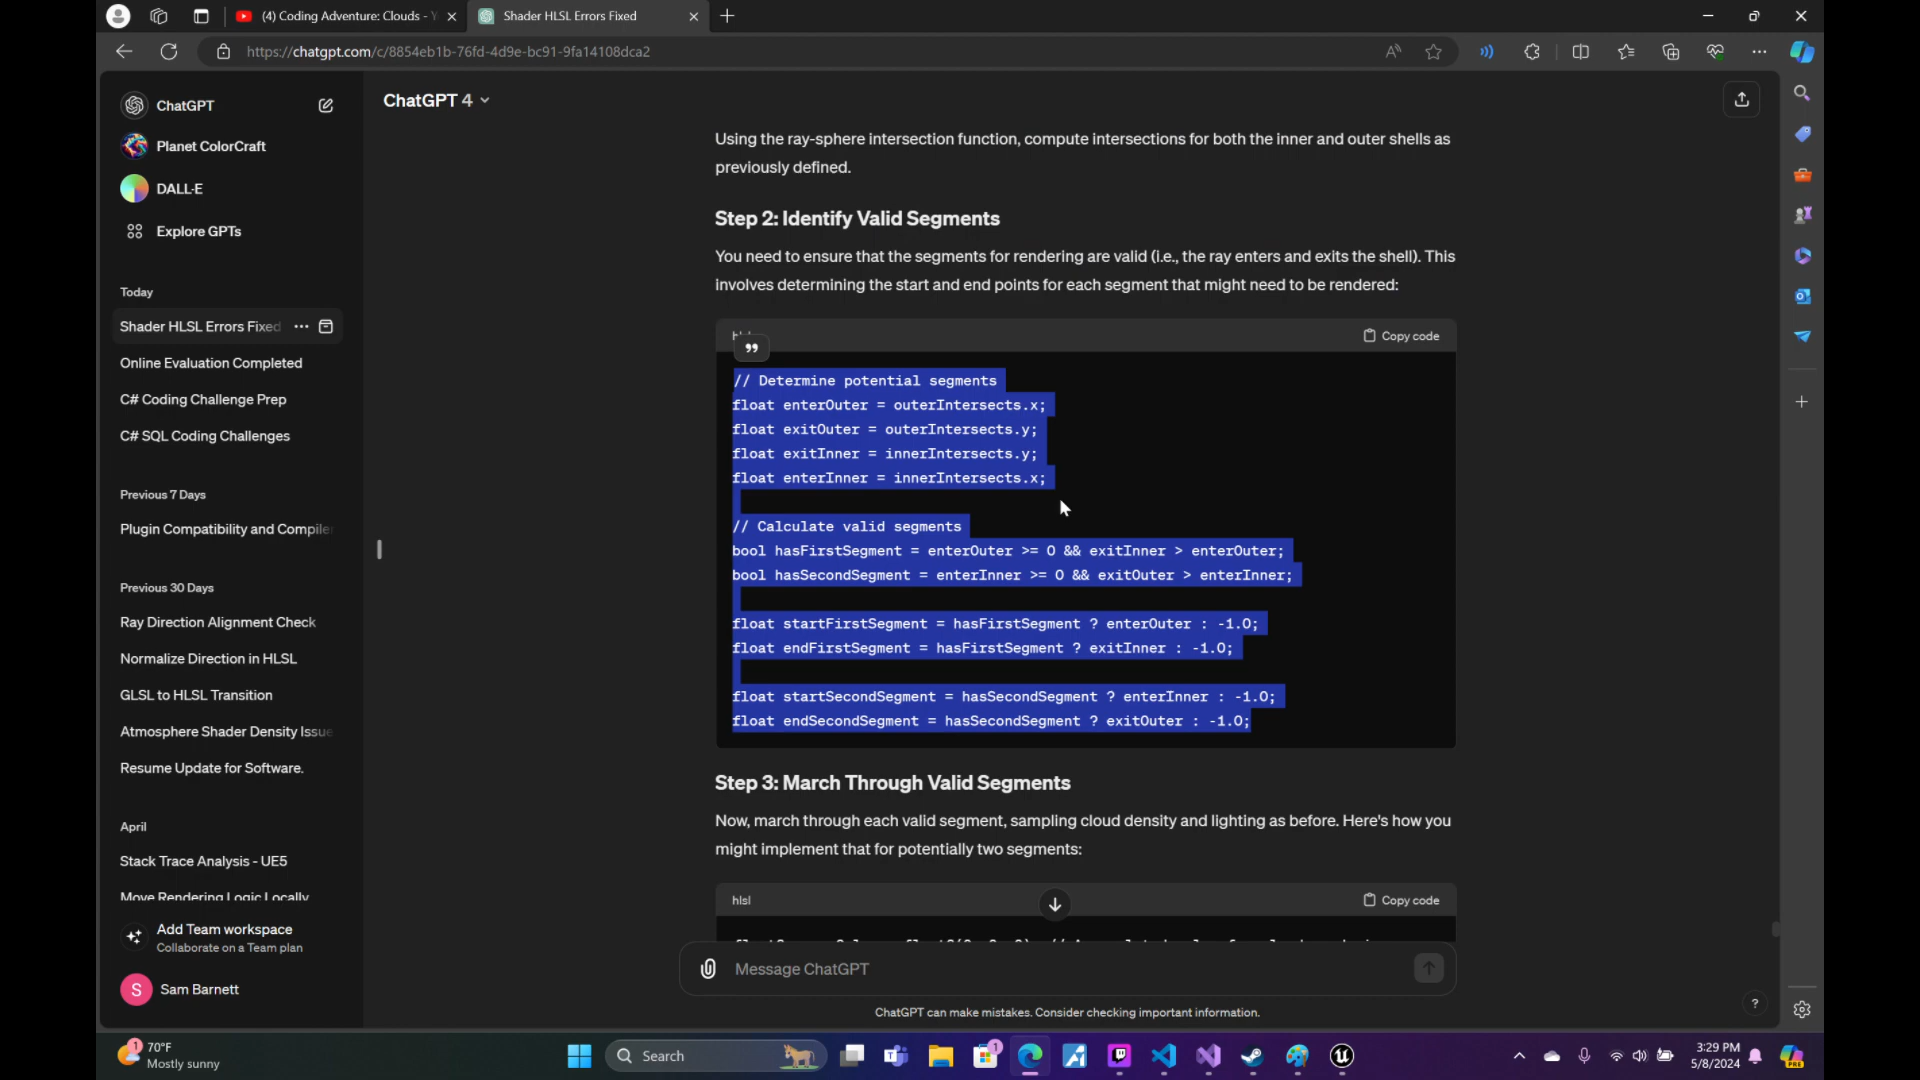 (4) Coding Adventure: Clouds -
Shader HLSL Errors Fixed
https://chatgpt.com/c/8854eb1b-76fd-4d9e-bc91-9fa14108dca2
ChatGPT
Planet ColorCraft
DALL·E
Explore GPTs
Today
Shader HLSL Errors Fixed
Online Evaluation Completed
C# Coding Challenge Prep
C# SQL Coding Challenges
Previous 7 Days
Plugin Compatibility and Compiler
Previous 30 Days
Ray Direction Alignment Check
Normalize Direction in HLSL
GLSL to HLSL Transition
Atmosphere Shader Density Issue
Resume Update for Software.
April
Stack Trace Analysis - UE5
Move Rendering Logic Locally
Add Team workspace
Collaborate on a Team plan
S
Sam Barnett
ChatGPT 4
Using the ray-sphere intersection function, compute intersections for both the inner and outer shells as
previously defined.
Step 2: Identify Valid Segments
You need to ensure that the segments for rendering are valid (i.e., the ray enters and exits the shell). This
involves determining the start and end points for each segment that might need to be rendered:
Copy code
// Determine potential segments
float enterOuter = outerIntersects.x;
float exitOuter = outerIntersects.y;
float exitInner = innerIntersects.y;
float enterInner = innerIntersects.x;
// Calculate valid segments
bool hasFirstSegment = enterOuter >= 0 && exitInner > enterOuter;
bool hasSecondSegment = enterInner >= 0 && exitOuter > enterInner;
float startFirstSegment = hasFirstSegment ? enterOuter : -1.0;
float endFirstSegment = hasFirstSegment ? exitInner : -1.0;
float startSecondSegment = hasSecondSegment ? enterInner : -1.0;
float endSecondSegment = hasSecondSegment ? exitOuter : -1.0;
Step 3: March Through Valid Segments
Now, march through each valid segment, sampling cloud density and lighting as before. Here's how you
might implement that for potentially two segments:
hlsl
Copy code
Message ChatGPT
ChatGPT can make mistakes. Consider checking important information.
?
1
70°F
Mostly sunny
Search
1
3:29 PM
5/8/2024